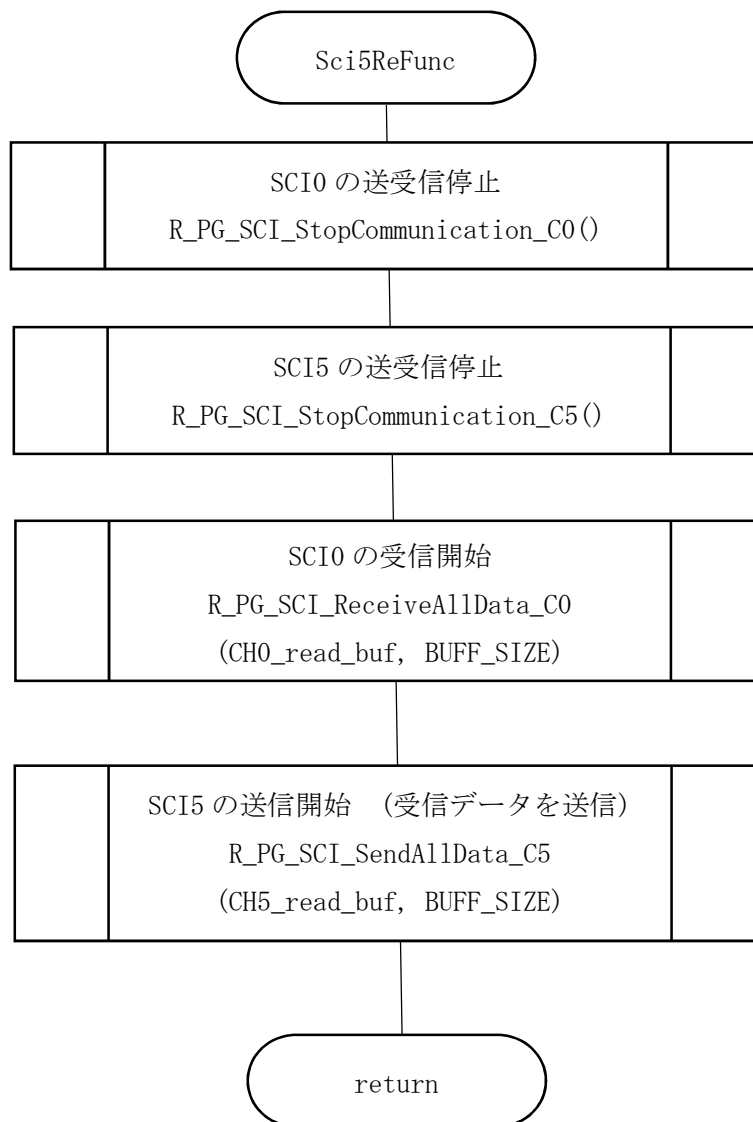 Sci5ReFunc
SCI0 の送受信停止
R_PG_SCI_StopCommunication_C0()
SCI5 の送受信停止
R_PG_SCI_StopCommunication_C5()
SCI0 の受信開始
R_PG_SCI_ReceiveAllData_C0
(CH0_read_buf, BUFF_SIZE)
SCI5 の送信開始　(受信データを送信)
R_PG_SCI_SendAllData_C5
(CH5_read_buf, BUFF_SIZE)
return